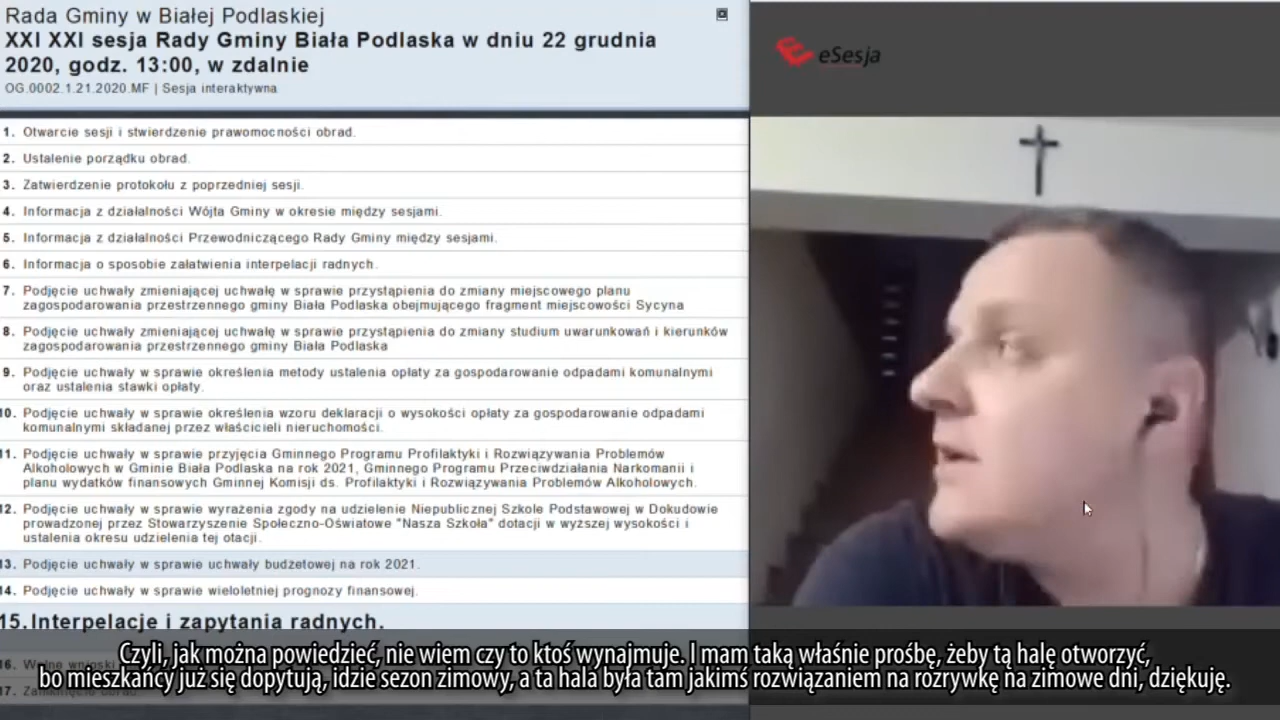 Rada Gminy w Białej Podlaskiej
XXI XXI sesja Rady Gminy Biała Podlaska w dniu 22 grudnia
2020, godz. 13:00, w zdalnie
OG.0002.1.21.2020.MF | Sesja interaktywna
1. Otwarcie sesji i stwierdzenie prawomocności obrad.
2. Ustalenie porządku obrad.
3. Zatwierdzenie protokołu z poprzedniej sesji.
4. Informacja z działalności Wójta Gminy w okresie między sesjami.
5. Informacja z działalności Przewodniczącego Rady Gminy między sesjami.
6. Informacja o sposobie załatwienia interpelacji radnych.
7. Podjęcie uchwały zmieniającej uchwałę w sprawie przystąpienia do zmiany miejscowego planu
zagospodarowania przestrzennego gminy Biała Podlaska obejmującego fragment miejscowości Sycyna
8. Podjęcie uchwały zmieniającej uchwałę w sprawie przystąpienia do zmiany studium uwarunkowań i kierunków
zagospodarowania przestrzennego gminy Biała Podlaska
9. Podjęcie uchwały w sprawie określenia metody ustalenia opłaty za gospodarowanie odpadami komunalnymi
oraz ustalenia stawki opłaty.
10. Podjęcie uchwały w sprawie określenia wzoru deklaracji o wysokości opłaty za gospodarowanie odpadami
komunalnymi składanej przez właścicieli nieruchomości.
11. Podjęcie uchwały w sprawie przyjęcia Gminnego Programu Profilaktyki i Rozwiązywania Problemów
Alkoholowych w Gminie Biała Podlaska na rok 2021, Gminnego Programu Przeciwdziałania Narkomanii i
planu wydatków finansowych Gminnej Komisji ds. Profilaktyki i Rozwiązywania Problemów Alkoholowych.
12. Podjęcie uchwały w sprawie wyrażenia zgody na udzielenie Niepublicznej Szkole Podstawowej w Dokudowie
prowadzonej przez Stowarzyszenie Społeczno-Oświatowe "Nasza Szkoła" dotacji w wyższej wysokości i
ustalenia okresu udzielenia tej otacji.
13. Podjęcie uchwały w sprawie uchwały budżetowej na rok 2021.
14. Podjęcie uchwały w sprawie wieloletniej prognozy finansowej.
15. Interpelacje i zapytania radnych.
16. Wolne wnioski
17.
eSesja
Czyli, jak można powiedzieć, nie wiem czy to ktoś wynajmuje. I mam taką właśnie prośbę, żeby tą halę otworzyć,
bo mieszkańcy już się dopytują, idzie sezon zimowy, a ta hala była tam jakimś rozwiązaniem na rozrywkę na zimowe dni, dziękuję.